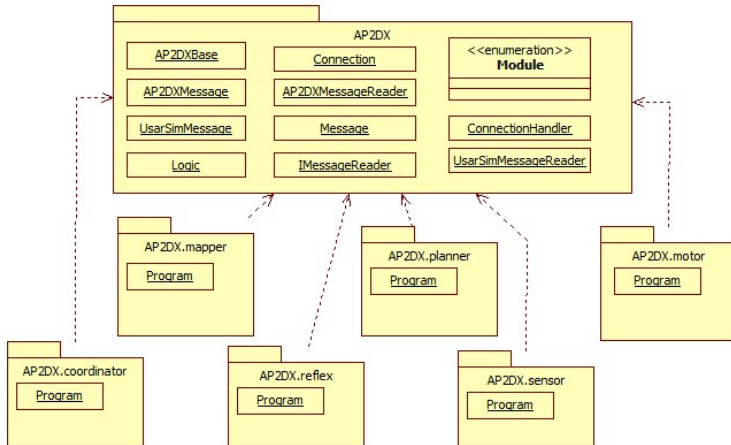 AP2DX
AP2DXBase
Connection
<<enumeration>>
Module
AP2DXMessage
AP2DXMessageReader
UsarSimMessage
Message
ConnectionHandler
Logic
IMessageReader
UsarSimMessageReader
AP2DX.mapper
Program
AP2DX.planner
Program
AP2DX.motor
Program
AP2DX.coordinator
Program
AP2DX.reflex
Program
AP2DX.sensor
Program